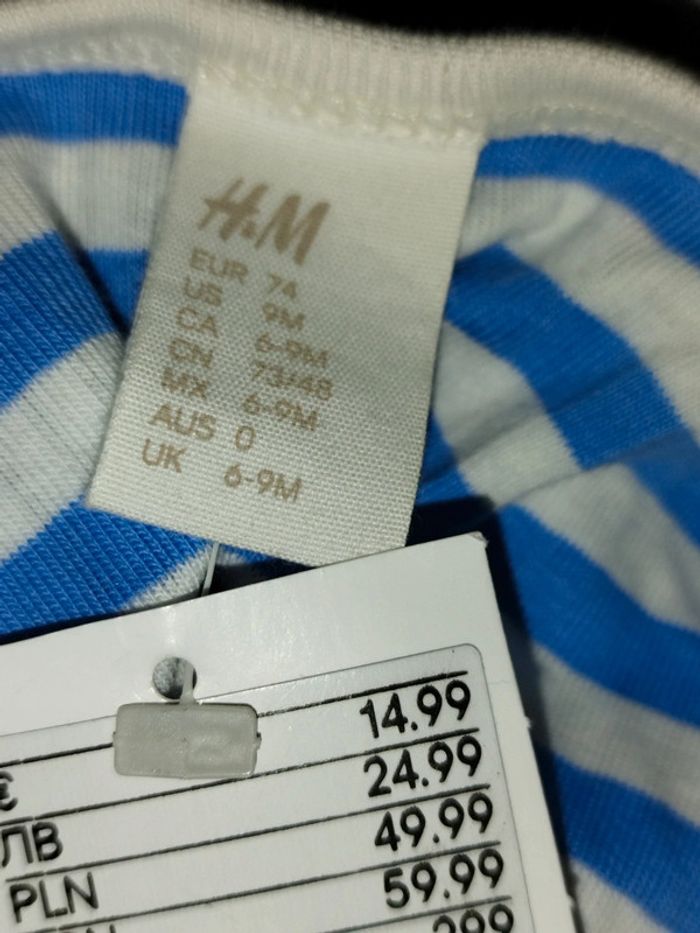 H&M
EUR 74
US 9M
CA 6-9M
CN 73/48
MX 6-9M
AUS 0
UK 6-9M
€ 14.99
ЛВ 24.99
PLN 49.99
59.99
299